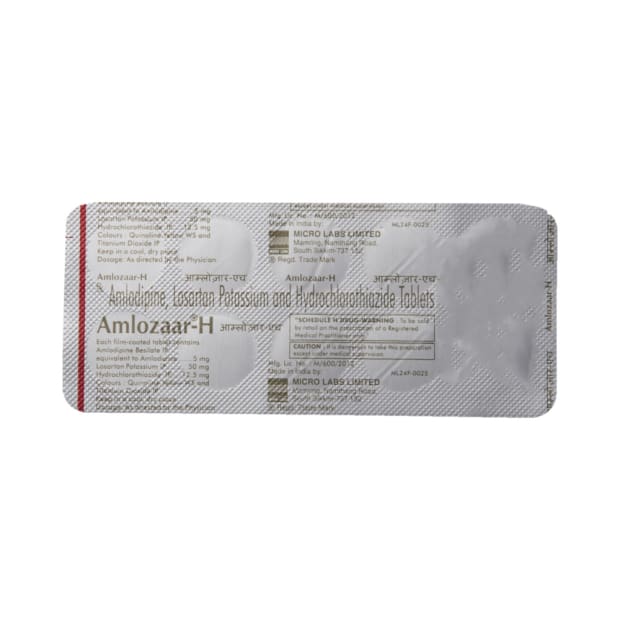 equivalent to Amlodipine 5 mg
Losartan Potassium IP 50 mg
Hydrochlorothiazide IP 12.5 mg
Colours : Quinoline Yellow WS and
Titanium Dioxide IP
Keep in a cool, dry place
Dosage: As directed by the Physician
Mfg. Lic. No. : M/600/2012
Made in India by:
ML24F-0025
MICRO LABS LIMITED
Mamring, Namthang Road,
South Sikkim-737 132
® Regd. Trade Mark
Amlozaar-H आम्लोज़ार-एच Amlozaar-H आम्लोज़ार-एच
Rx Amlodipine, Losartan Potassium and Hydrochlorothiazide Tablets
Amlozaar®-H आम्लोज़ार एच
Each film-coated tablet contains
Amlodipine Besilate IP
equivalent to Amlodipine 5 mg
Losartan Potassium IP 50 mg
Hydrochlorothiazide IP 12.5 mg
Colours : Quinoline Yellow WS and
Titanium Dioxide IP
Keep in a cool, dry place
Dosage: As directed by the Physician
"SCHEDULE H DRUG-WARNING : To be sold
by retail on the prescription of a Registered
Medical Practitioner only."
CAUTION : It is dangerous to take this preparation
except under medical supervision.
Mfg. Lic. No. : M/600/2012
Made in India by:
ML24F-0025
MICRO LABS LIMITED
Mamring, Namthang Road,
South Sikkim-737 132
® Regd. Trade Mark
Amlozaar-H